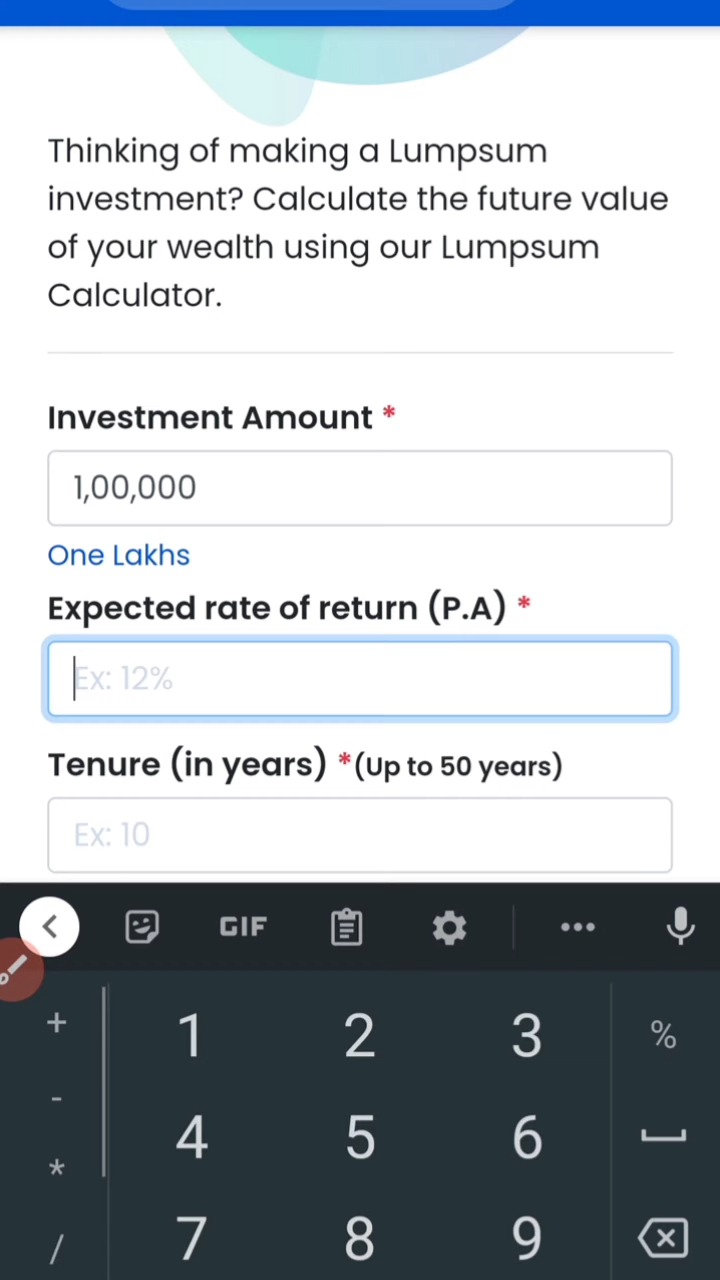 Thinking of making a Lumpsum
investment? Calculate the future value
of your wealth using our Lumpsum
Calculator.
Investment Amount *
1,00,000
One Lakhs
Expected rate of return (P.A) *
Ex: 12%
Tenure (in years) *(Up to 50 years)
Ex: 10
GIF
+ 1 2 3 %
- 4 5 6
* 7 8 9
/